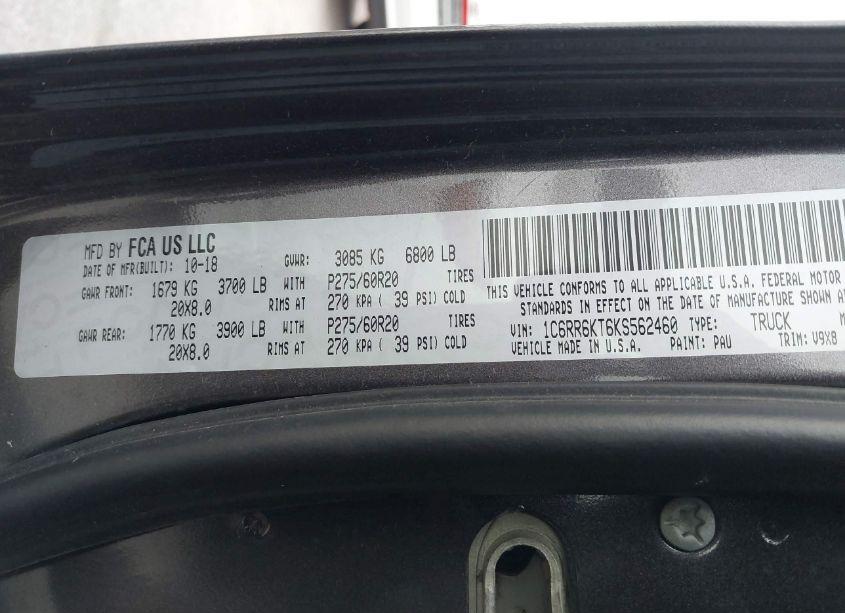 MFD BY FCA US LLC
DATE OF MFR(BUILT): 10-18
GVWR: 3085 KG 6800 LB
GAWR FRONT: 1679 KG 3700 LB WITH P275/60R20 TIRES
20X8.0 RIMS AT 270 KPA ( 39 PSI) COLD
GAWR REAR: 1770 KG 3900 LB WITH P275/60R20 TIRES
20X8.0 RIMS AT 270 KPA ( 39 PSI) COLD
THIS VEHICLE CONFORMS TO ALL APPLICABLE U.S.A. FEDERAL MOTOR
STANDARDS IN EFFECT ON THE DATE OF MANUFACTURE SHOWN
VIN: 1C6RR6KT6KS562460 TYPE: TRUCK
VEHICLE MADE IN U.S.A. PAINT: PAU TRIM: V9X8